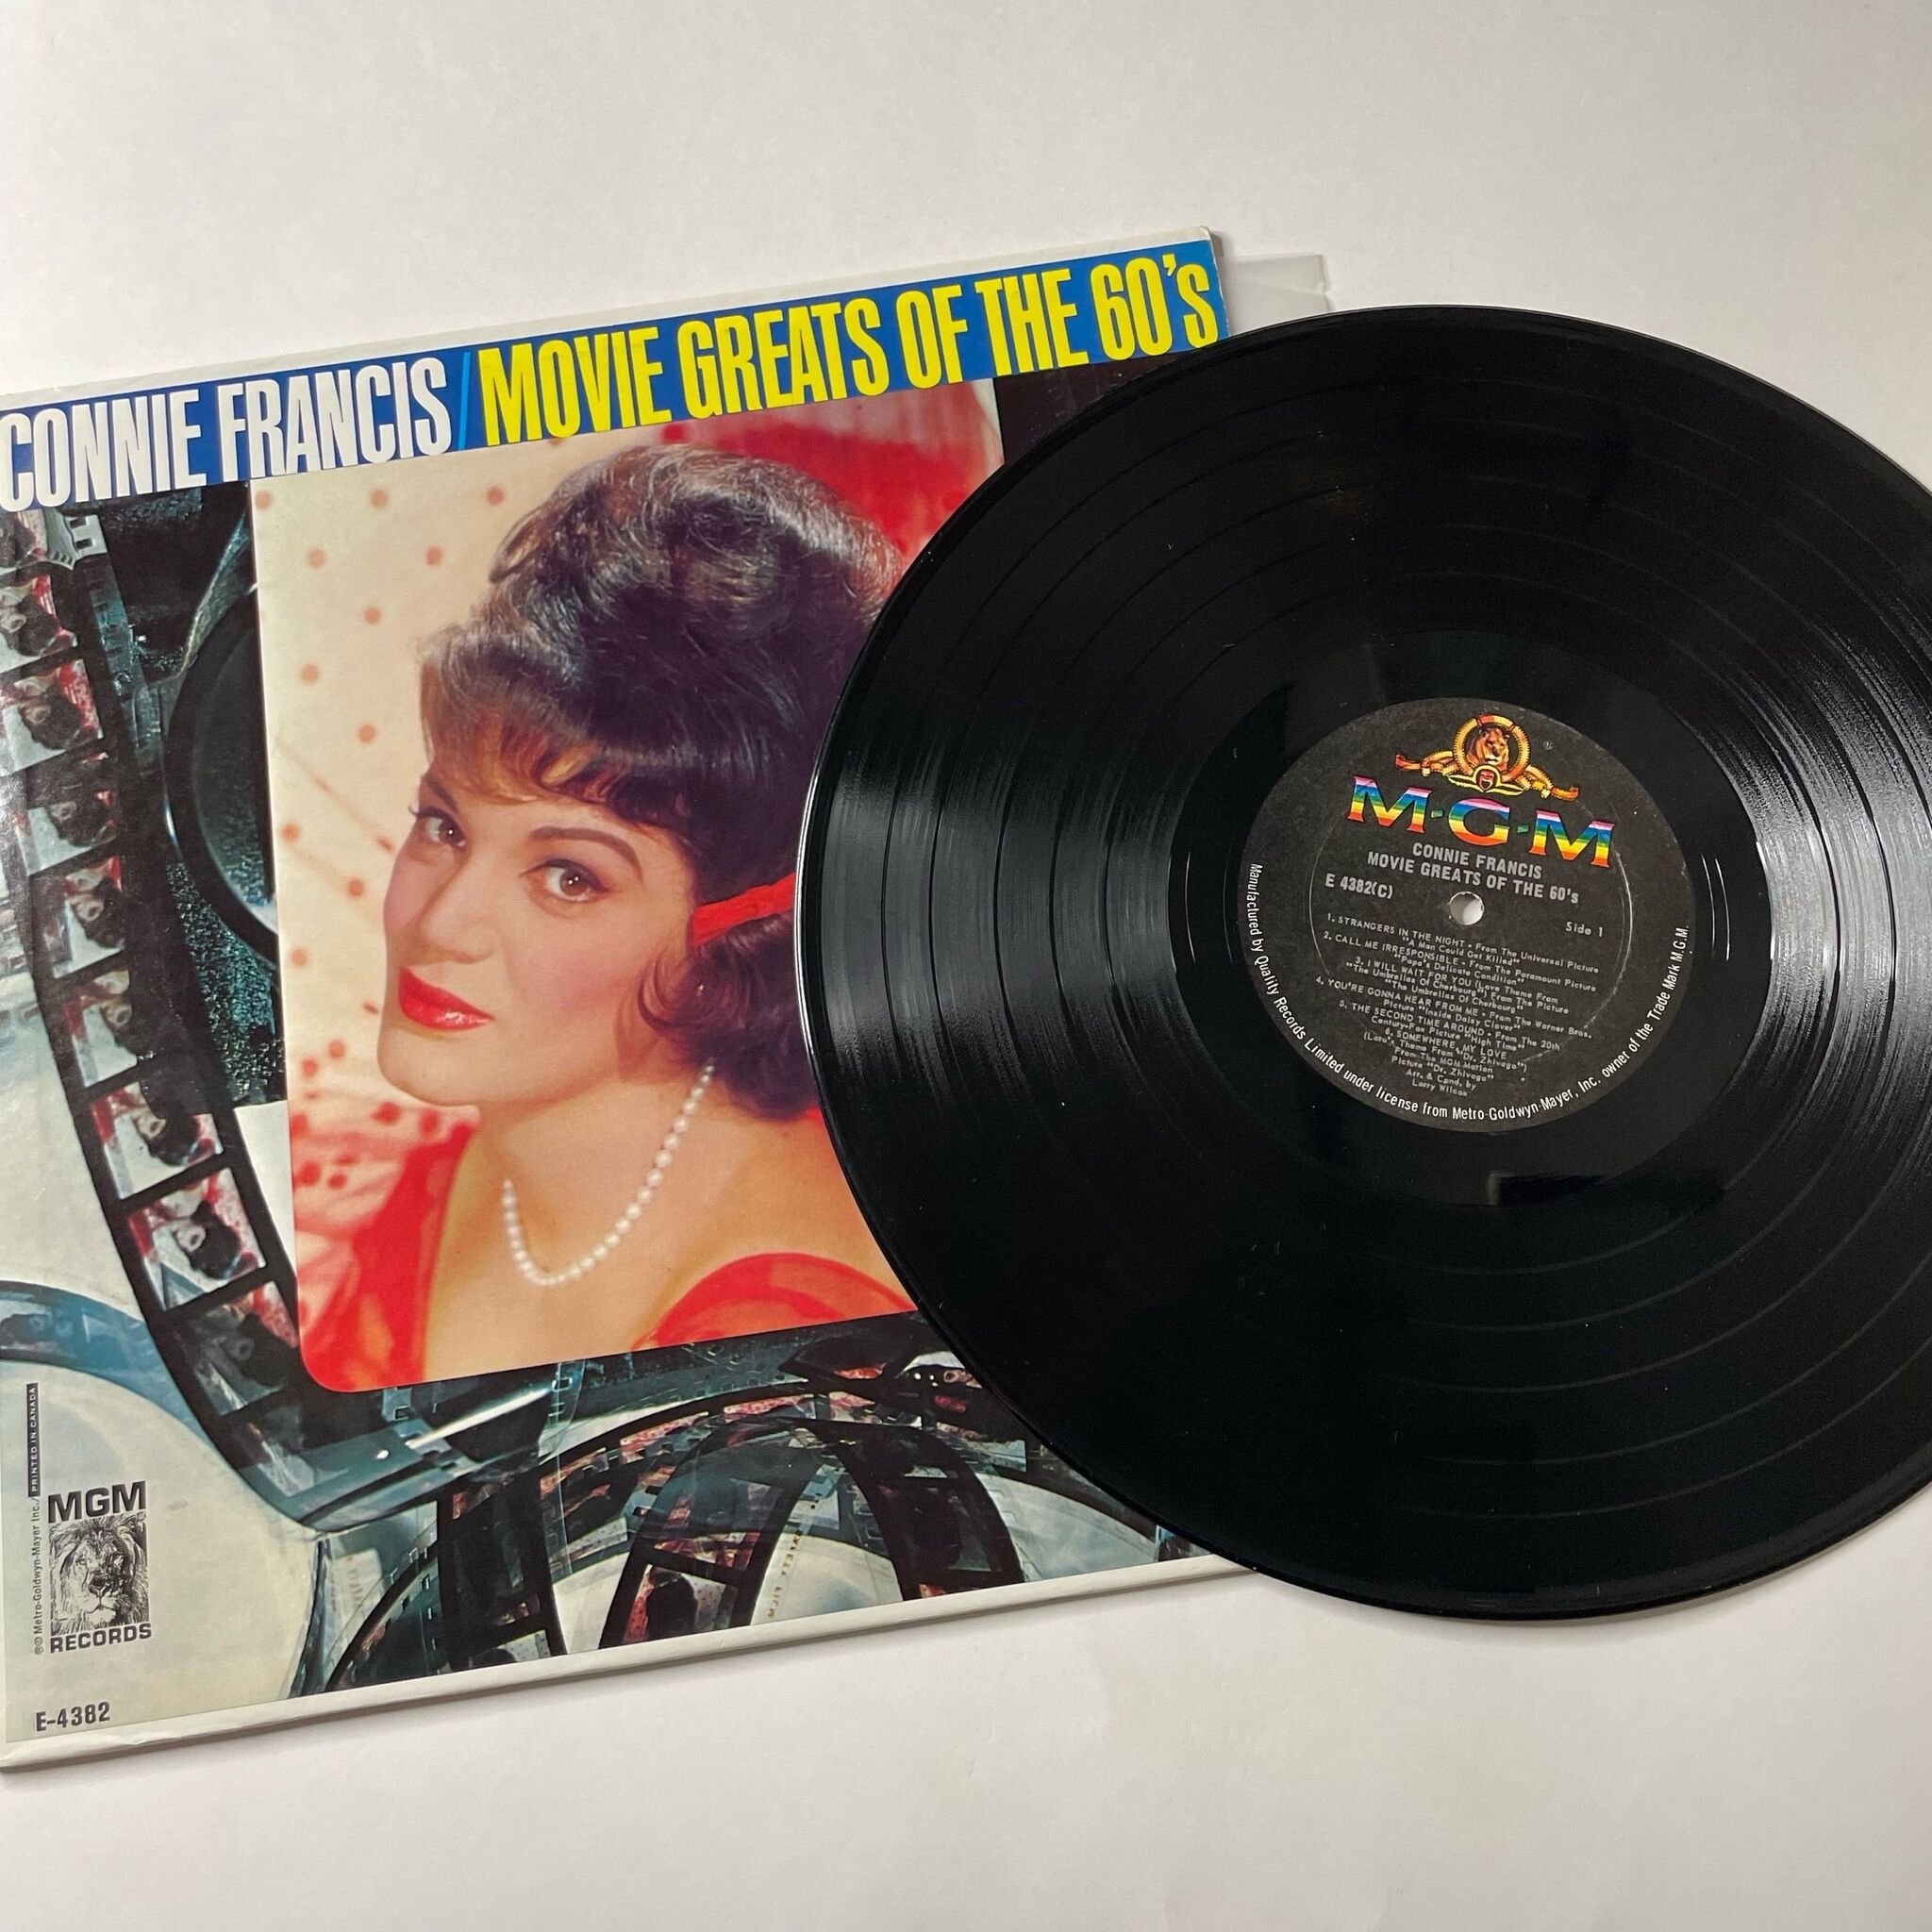 CONNIE FRANCIS / MOVIE GREATS OF THE 60's
PRINTED IN CANADA
℗© Metro-Goldwyn-Mayer Inc./
MGM
RECORDS
E-4382
M·G·M
CONNIE FRANCIS
MOVIE GREATS OF THE 60's
E 4382(C)
Side 1
1. STRANGERS IN THE NIGHT • From The Universal Picture
"A Man Could Get Killed"
2. CALL ME IRRESPONSIBLE • From The Paramount Picture
"Papa's Delicate Condition"
3. I WILL WAIT FOR YOU (Love Theme From
"The Umbrellas Of Cherbourg") From The Picture
"The Umbrellas Of Cherbourg"
4. YOU'RE GONNA HEAR FROM ME • From The Warner Bros.
Picture "Inside Daisy Clover"
5. THE SECOND TIME AROUND • From The 20th
Century-Fox Picture "High Time"
6. SOMEWHERE, MY LOVE
(Lara's Theme From "Dr. Zhivago")
From The MGM Motion
Picture "Dr. Zhivago"
Arr. & Cond. by
Larry Wilcox
Manufactured by Quality Records Limited under license from Metro-Goldwyn-Mayer, Inc. owner of the Trade Mark M.G.M.